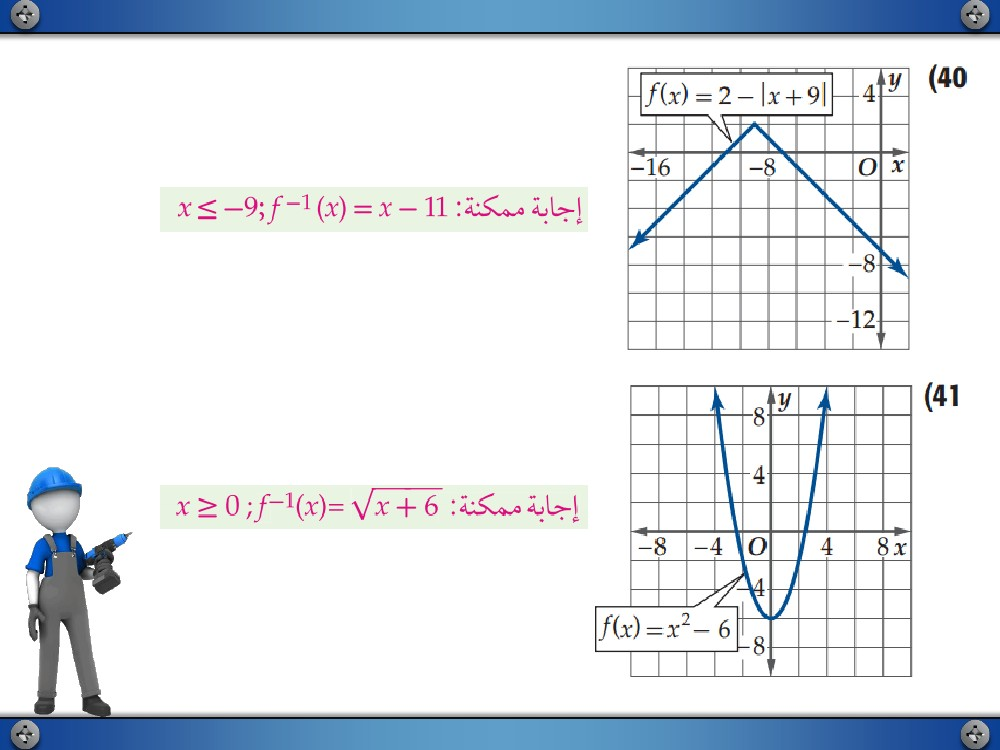 (40
f(x) = 2 − |x + 9|
4 y
−16 −8 O x
إجابة ممكنة: x ≤ −9; f⁻¹(x) = x − 11
−8
−12
(41
8 y
4
إجابة ممكنة: x ≥ 0 ; f⁻¹(x)= √(x + 6)
−8 −4 O 4 8 x
−4
f(x) = x² − 6
−8